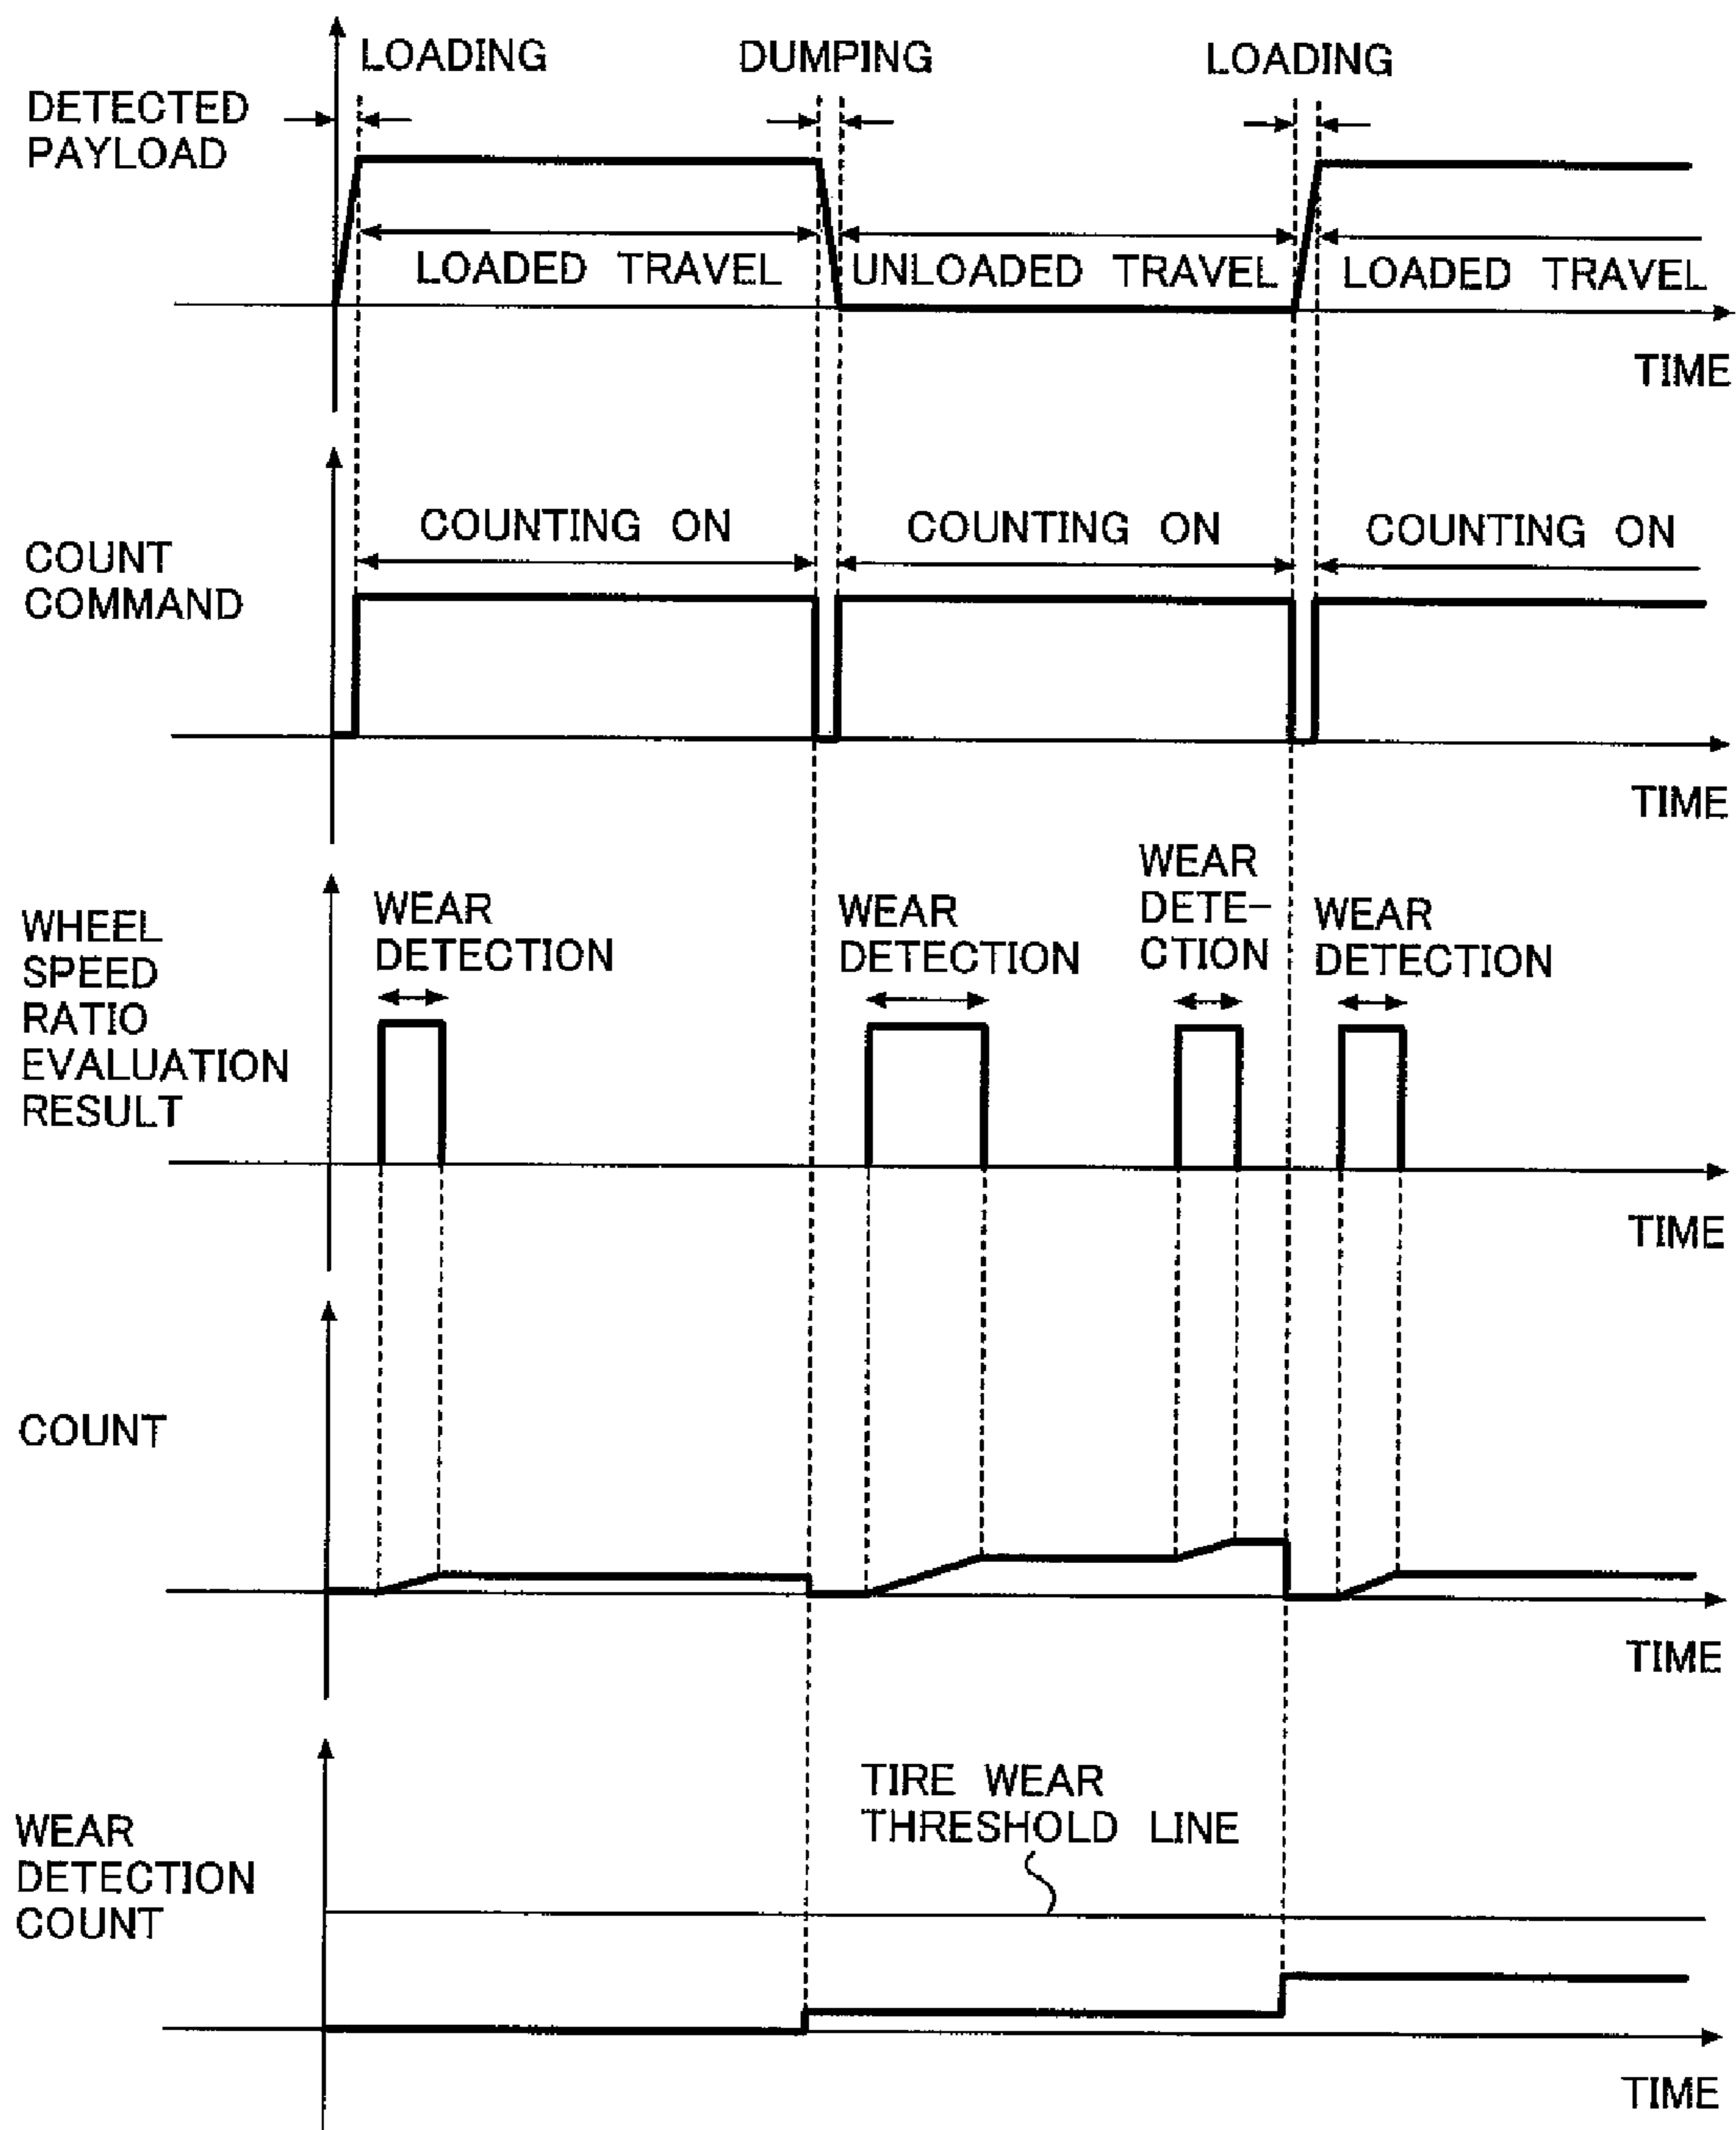 LOADING
DUMPING
LOADING
DETECTED
PAYLOAD
LOADED TRAVEL
UNLOADED TRAVEL
LOADED TRAVEL
TIME
COUNTING ON
COUNTING ON
COUNTING ON
COUNT
COMMAND
TIME
WHEEL
SPEED
RATIO
EVALUATION
RESULT
WEAR
DETECTION
WEAR
DETECTION
WEAR
DETE-
CTION
WEAR
DETECTION
TIME
COUNT
TIME
TIRE WEAR
THRESHOLD LINE
WEAR
DETECTION
COUNT
TIME